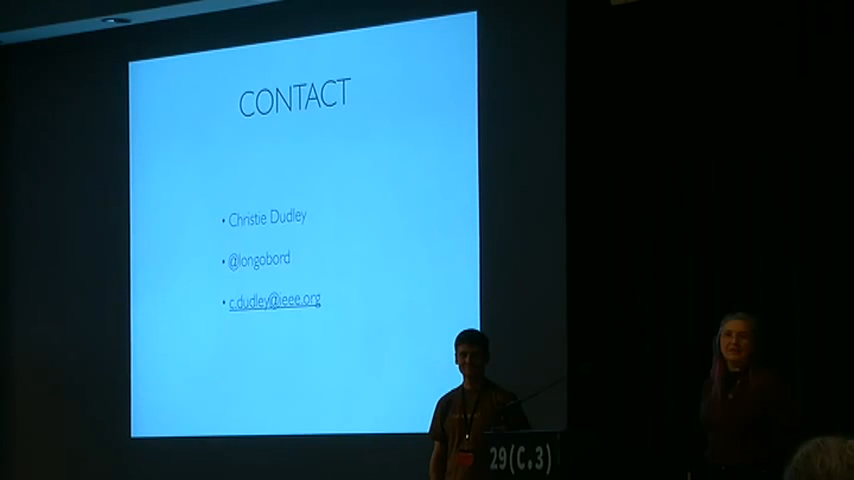 CONTACT
• Christie Dudley
• @longobord
• c.dudley@ieee.org
29(C.3)